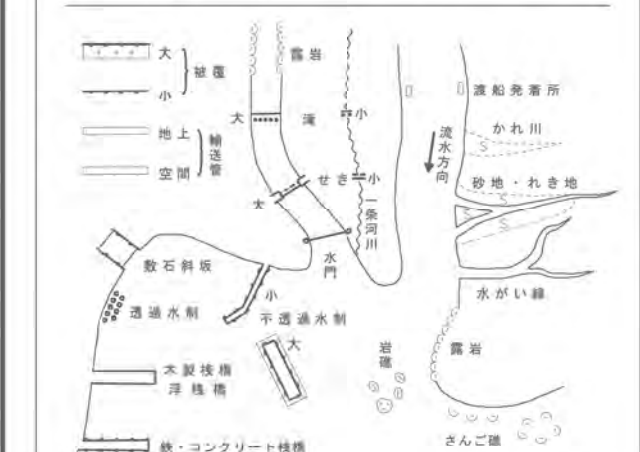 大
被覆
小
地上
輸送管
空間
露岩
大 滝 小
せき 小
大
一条河川
水門
渡船発着所
流水方向
かれ川
S
砂地・れき地
S
S
S
水がい線
敷石斜坂
透過水制
小
不透過水制
大
木製桟橋
浮桟橋
鉄・コンクリート桟橋
岩礁
露岩
さんご礁